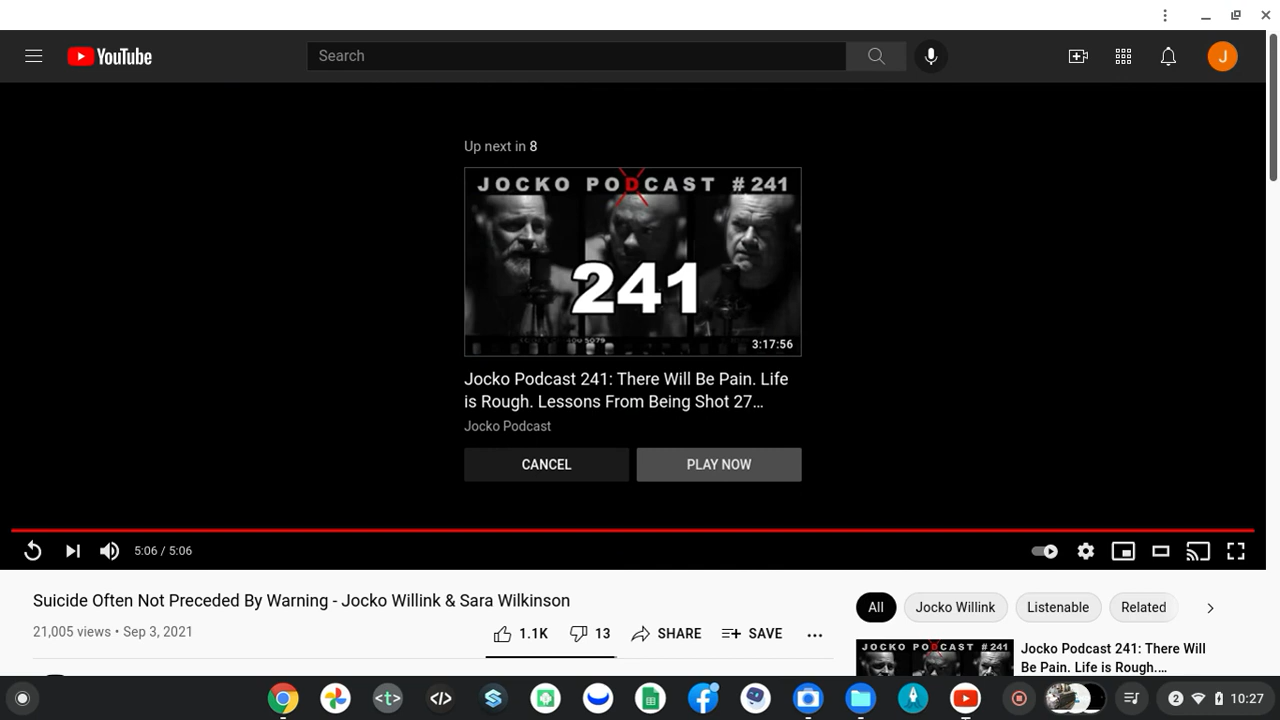 YouTube
Search
J
Up next in 8
JOCKO PODCAST #241
241
3:17:56
Jocko Podcast 241: There Will Be Pain. Life
is Rough. Lessons From Being Shot 27...
Jocko Podcast
CANCEL
PLAY NOW
5:06 / 5:06
Suicide Often Not Preceded By Warning - Jocko Willink & Sara Wilkinson
21,005 views • Sep 3, 2021
1.1K
13
SHARE
SAVE
All
Jocko Willink
Listenable
Related
JOCKO PODCAST #241
Jocko Podcast 241: There Will
Be Pain. Life is Rough....
<t>
</>
2
10:27